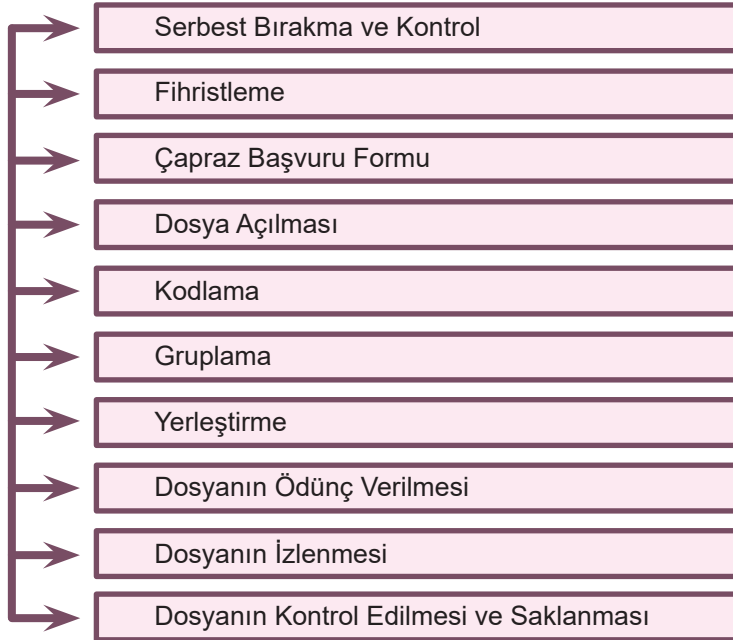 Serbest Bırakma ve Kontrol
Fihristleme
Çapraz Başvuru Formu
Dosya Açılması
Kodlama
Gruplama
Yerleştirme
Dosyanın Ödünç Verilmesi
Dosyanın İzlenmesi
Dosyanın Kontrol Edilmesi ve Saklanması